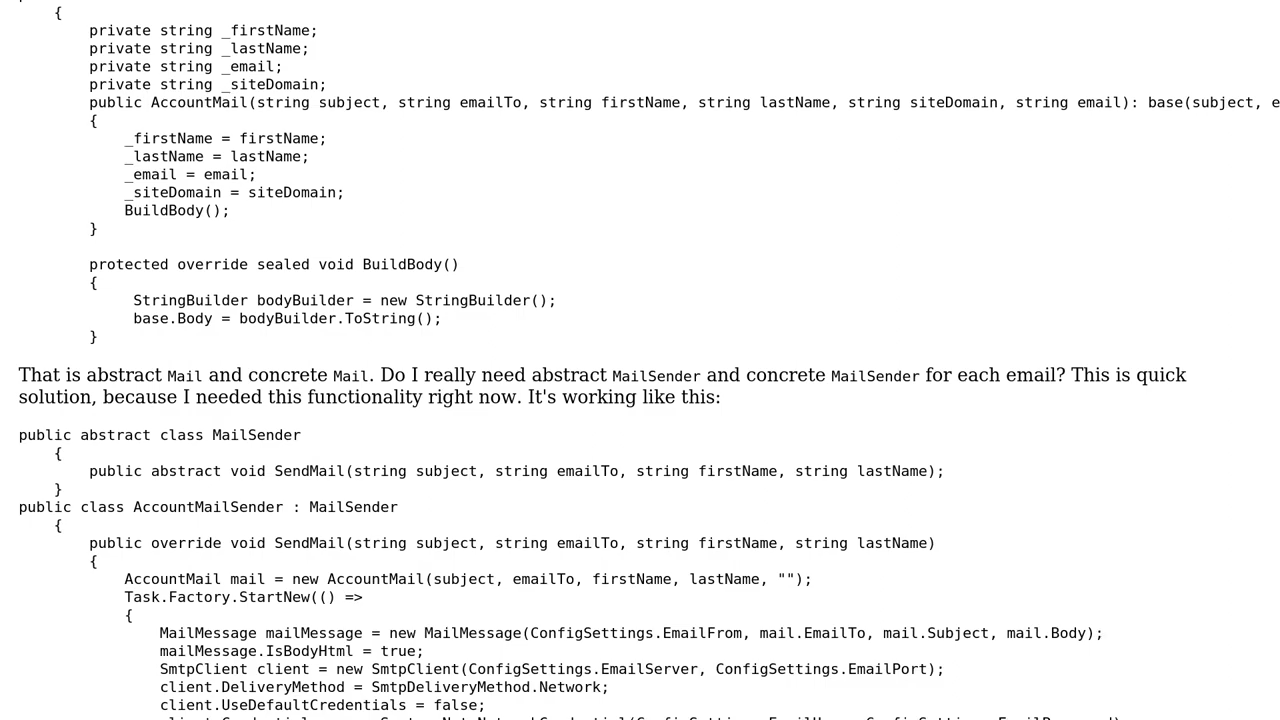 {
private string _firstName;
private string _lastName;
private string _email;
private string _siteDomain;
public AccountMail(string subject, string emailTo, string firstName, string lastName, string siteDomain, string email): base(subject, e
{
_firstName = firstName;
_lastName = lastName;
_email = email;
_siteDomain = siteDomain;
BuildBody();
}
protected override sealed void BuildBody()
{
StringBuilder bodyBuilder = new StringBuilder();
base.Body = bodyBuilder.ToString();
}
That is abstract Mail and concrete Mail. Do I really need abstract MailSender and concrete MailSender for each email? This is quick
solution, because I needed this functionality right now. It's working like this:
public abstract class MailSender
{
public abstract void SendMail(string subject, string emailTo, string firstName, string lastName);
}
public class AccountMailSender : MailSender
{
public override void SendMail(string subject, string emailTo, string firstName, string lastName)
{
AccountMail mail = new AccountMail(subject, emailTo, firstName, lastName, "");
Task.Factory.StartNew(() =>
{
MailMessage mailMessage = new MailMessage(ConfigSettings.EmailFrom, mail.EmailTo, mail.Subject, mail.Body);
mailMessage.IsBodyHtml = true;
SmtpClient client = new SmtpClient(ConfigSettings.EmailServer, ConfigSettings.EmailPort);
client.DeliveryMethod = SmtpDeliveryMethod.Network;
client.UseDefaultCredentials = false;